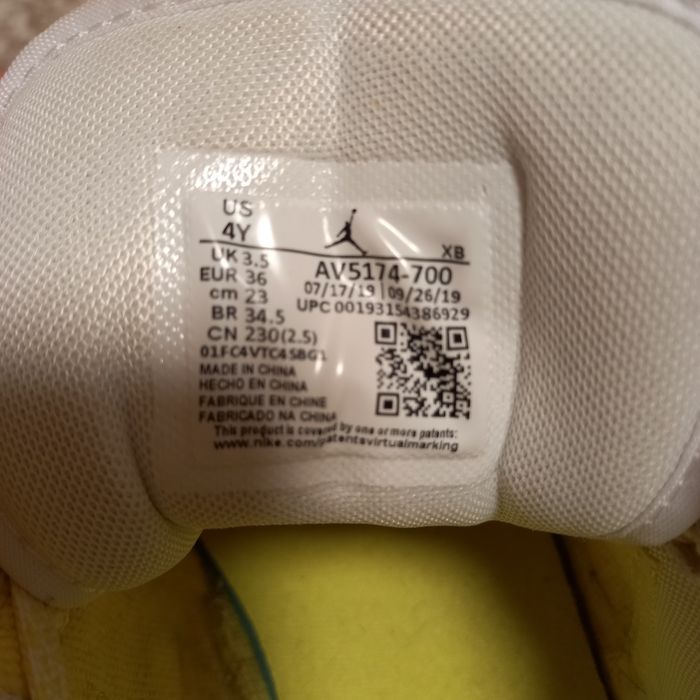 US
4Y
XB
UK 3.5
EUR 36
cm 23
BR 34.5
CN 230(2.5)
AV5174-700
07/17/19 09/26/19
UPC 00193154386929
01FC4VTC458G1
MADE IN CHINA
HECHO EN CHINA
FABRIQUE EN CHINE
FABRICADO NA CHINA
This product is covered by one or more patents:
www.nike.com/patentsvirtualmarking